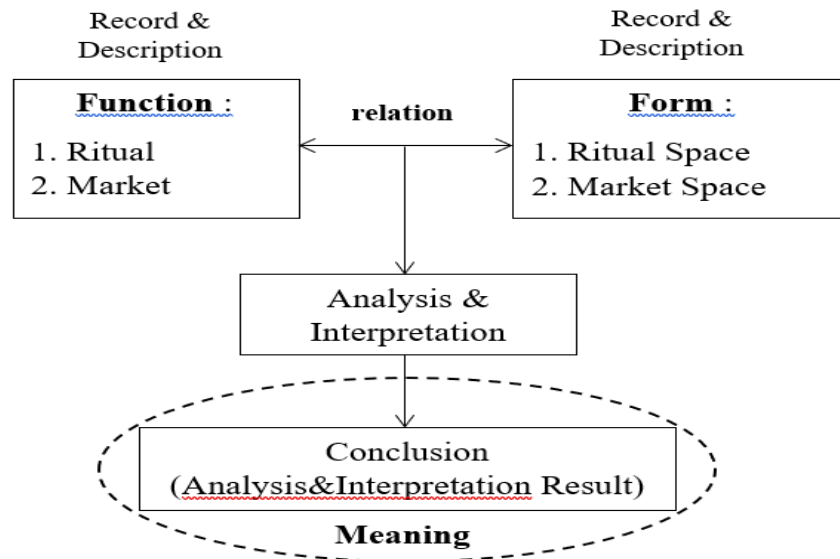 Record &
Description
Function :
1. Ritual
2. Market
relation
Record &
Description
Form :
1. Ritual Space
2. Market Space
Analysis &
Interpretation
Conclusion
(Analysis&Interpretation Result)
Meaning